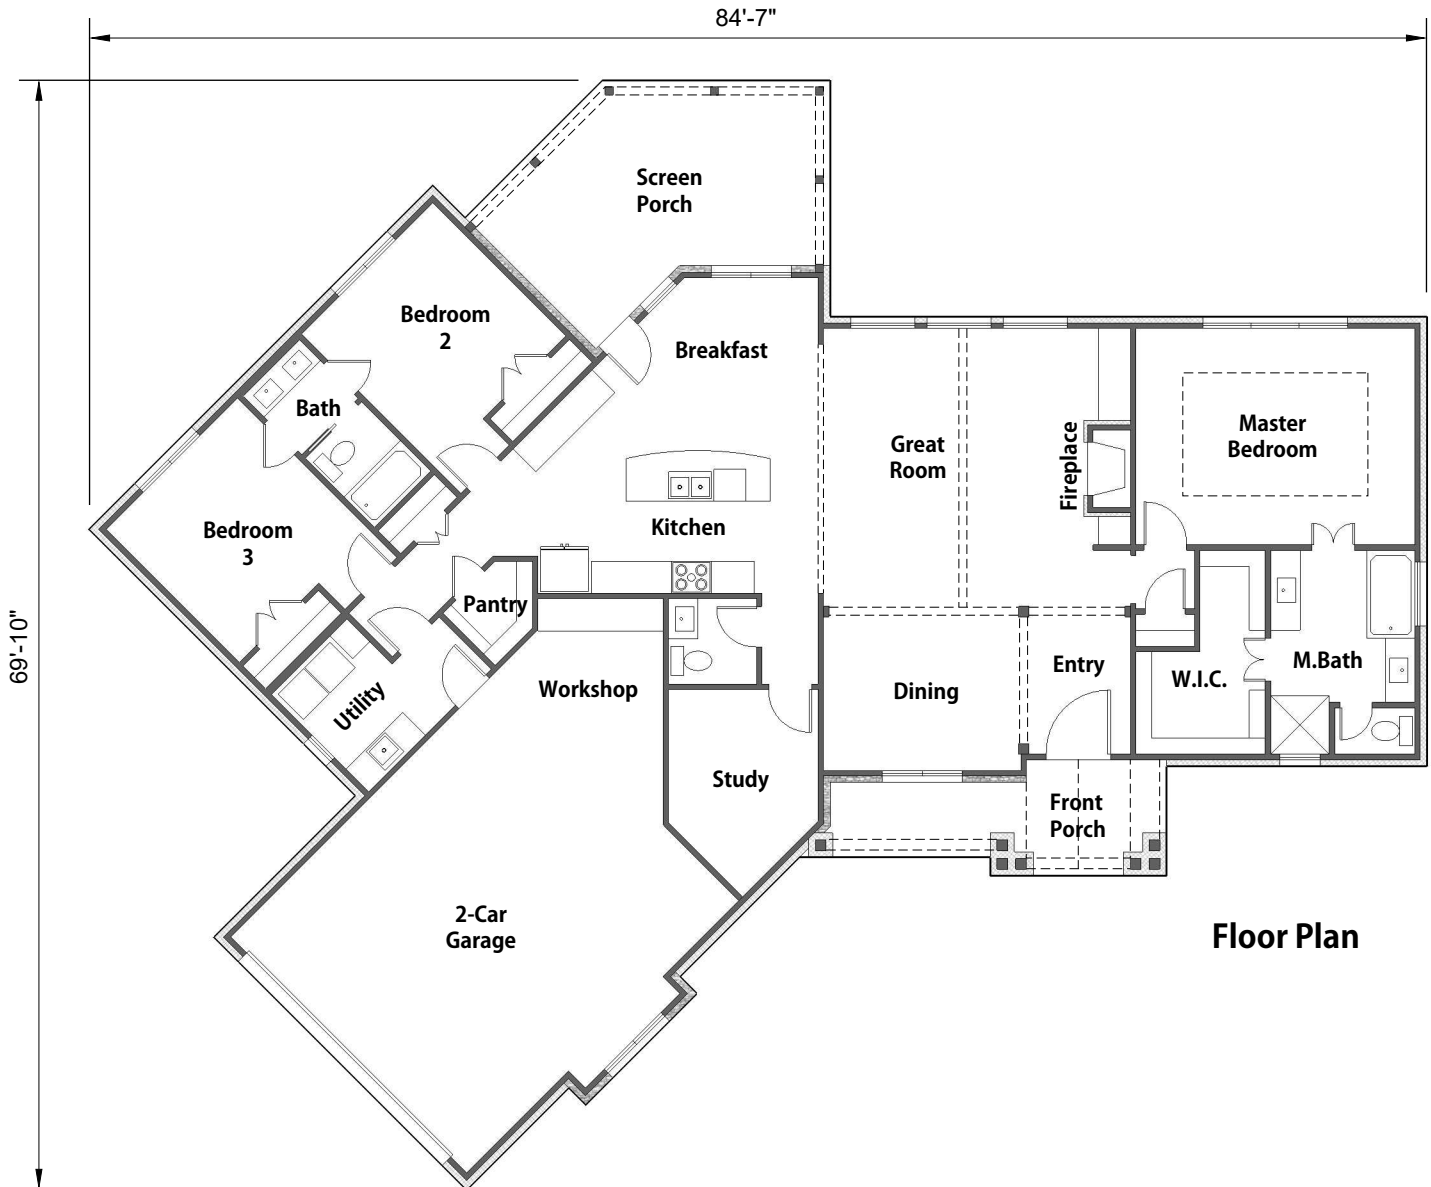 84'-7"
Screen
Porch
Bedroom
2
Breakfast
Bath
Great
Room
Fireplace
Master
Bedroom
Bedroom
3
Kitchen
Pantry
69'-10"
Utility
Workshop
Dining
Entry
W.I.C.
M.Bath
Study
Front
Porch
2-Car
Garage
Floor Plan